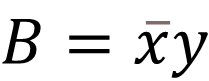 B = x̄y